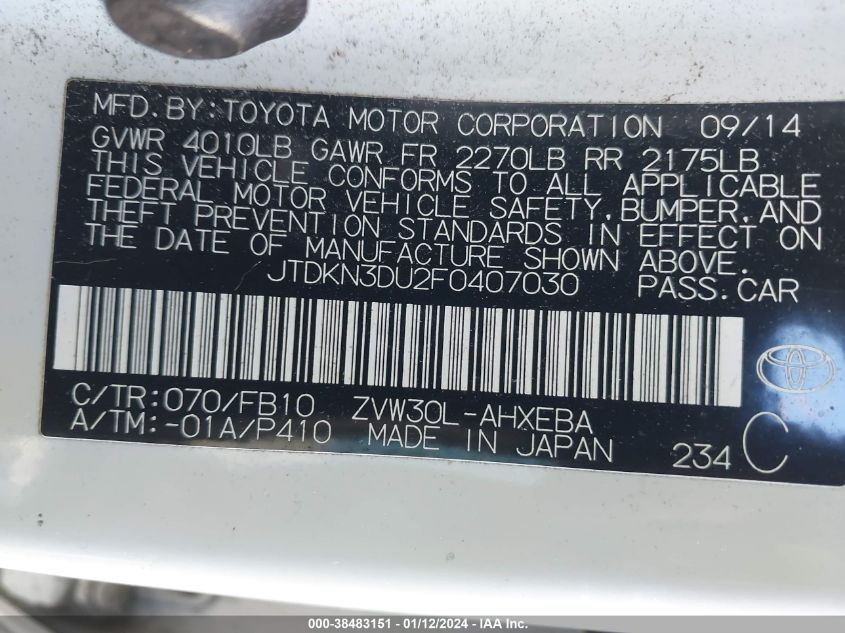 MFD. BY: TOYOTA MOTOR CORPORATION 09/14
GVWR 4010LB GAWR FR 2270LB RR 2175LB
THIS VEHICLE CONFORMS TO ALL APPLICABLE
FEDERAL MOTOR VEHICLE SAFETY, BUMPER, AND
THEFT PREVENTION STANDARDS IN EFFECT ON
THE DATE OF MANUFACTURE SHOWN ABOVE.
JTDKN3DU2F0407030 PASS. CAR
C/TR: 070/FB10 ZVW30L-AHXEBA
A/TM: -01A/P410 MADE IN JAPAN 234 C
000-38483151 - 01/12/2024 - IAA Inc.